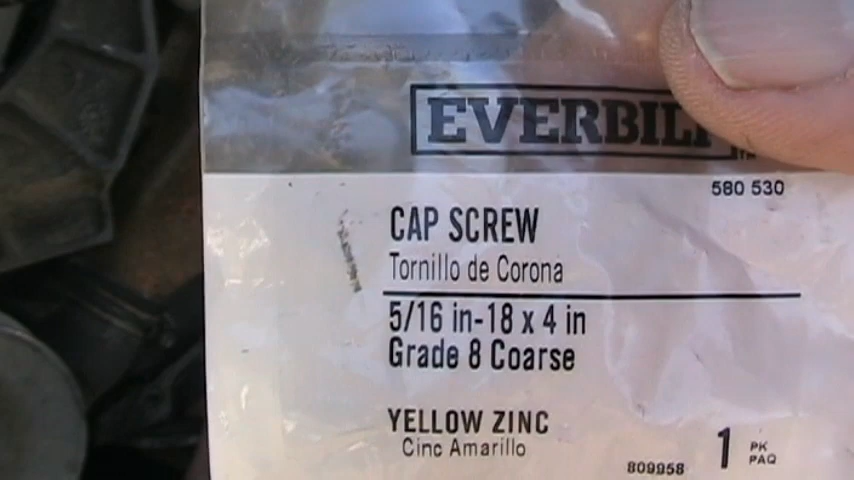 EVERBILT
580 530
CAP SCREW
Tornillo de Corona
5/16 in-18 x 4 in
Grade 8 Coarse
YELLOW ZINC
Cinc Amarillo
809958
1 PK
PAQ